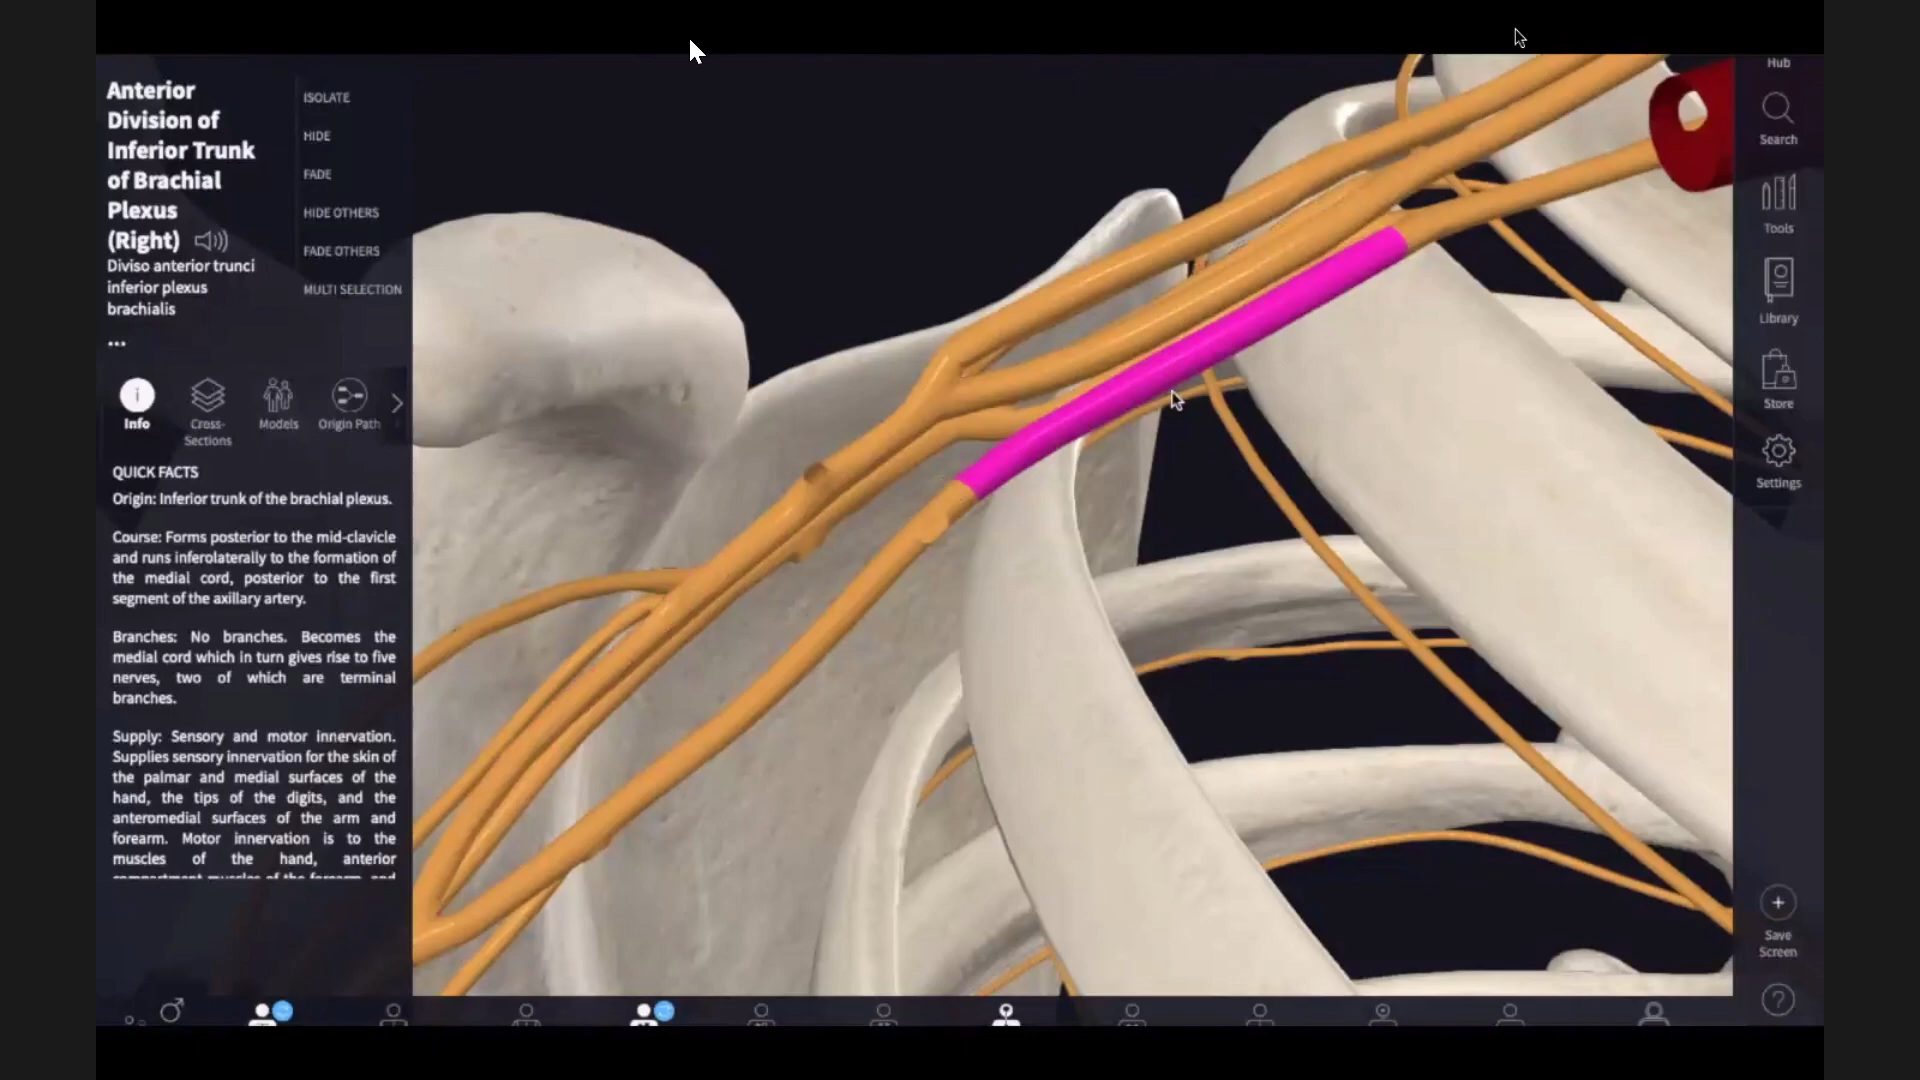 Anterior
Division of
Inferior Trunk
of Brachial
Plexus
(Right)
Diviso anterior trunci
inferior plexus
brachialis
...
ISOLATE
HIDE
FADE
HIDE OTHERS
FADE OTHERS
MULTI SELECTION
Info
Cross-
Sections
Models
Origin Path
QUICK FACTS
Origin: Inferior trunk of the brachial plexus.
Course: Forms posterior to the mid-clavicle
and runs inferolaterally to the formation of
the medial cord, posterior to the first
segment of the axillary artery.
Branches: No branches. Becomes the
medial cord which in turn gives rise to five
nerves, two of which are terminal
branches.
Supply: Sensory and motor innervation.
Supplies sensory innervation for the skin of
the palmar and medial surfaces of the
hand, the tips of the digits, and the
anteromedial surfaces of the arm and
forearm. Motor innervation is to the
muscles of the hand, anterior
compartment muscles of the forearm, and
Hub
Search
Tools
Library
Store
Settings
Save
Screen